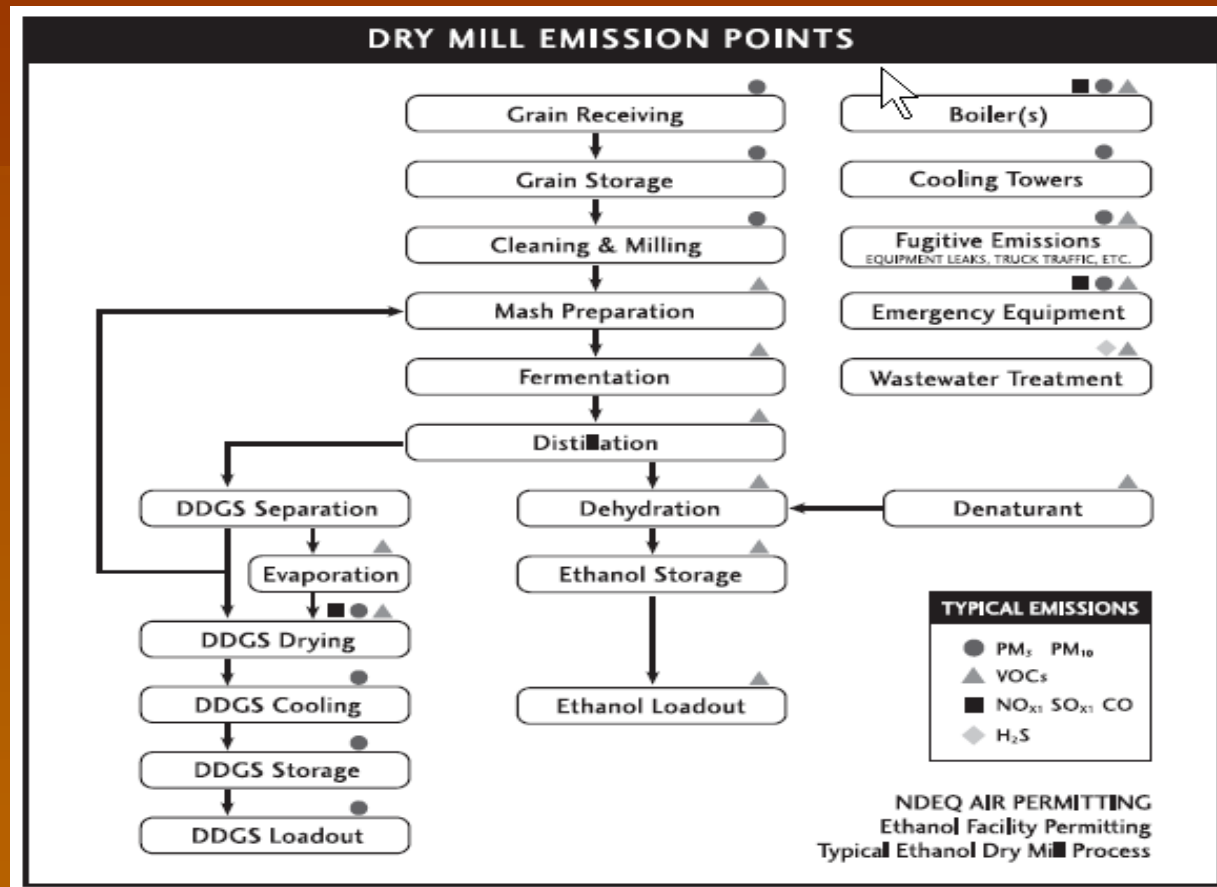 DRY MILL EMISSION POINTS
Grain Receiving
Grain Storage
Cleaning & Milling
Mash Preparation
Fermentation
Distillation
DDGS Separation
Evaporation
DDGS Drying
DDGS Cooling
DDGS Storage
DDGS Loadout
Dehydration
Ethanol Storage
Ethanol Loadout
Boiler(s)
Cooling Towers
Fugitive Emissions
EQUIPMENT LEAKS, TRUCK TRAFFIC, ETC.
Emergency Equipment
Wastewater Treatment
Denaturant
TYPICAL EMISSIONS
PM₅ PM₁₀
VOCs
NOₓ₁ SOₓ₁ CO
H₂S
NDEQ AIR PERMITTING
Ethanol Facility Permitting
Typical Ethanol Dry Mill Process